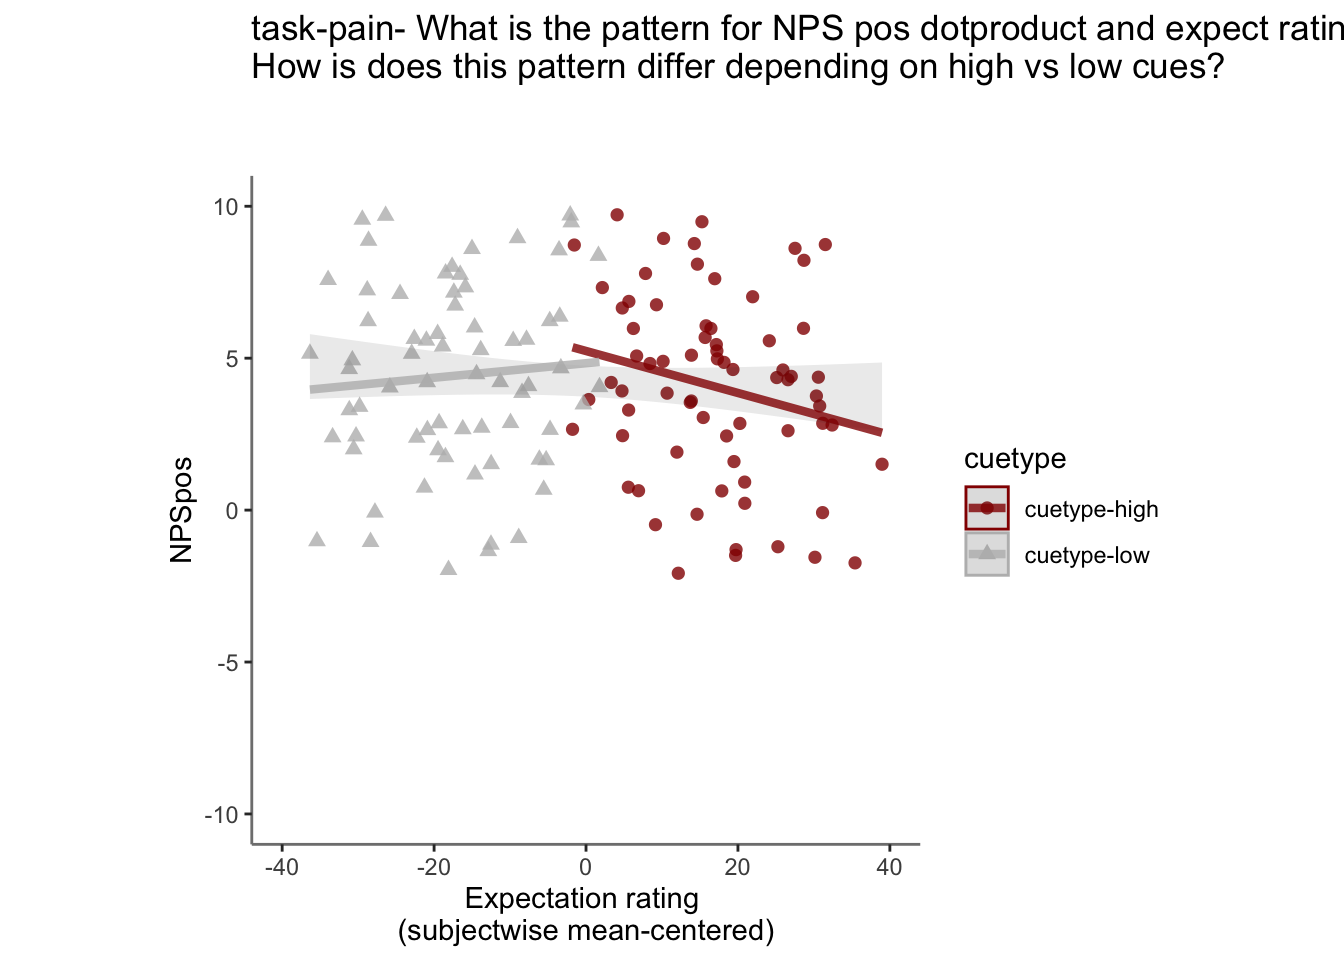 task-pain- What is the pattern for NPS pos dotproduct and expect ratin
How is does this pattern differ depending on high vs low cues?
10
5
0
-5
-10
NPSpos
-40
-20
0
20
40
Expectation rating
(subjectwise mean-centered)
cuetype
cuetype-high
cuetype-low